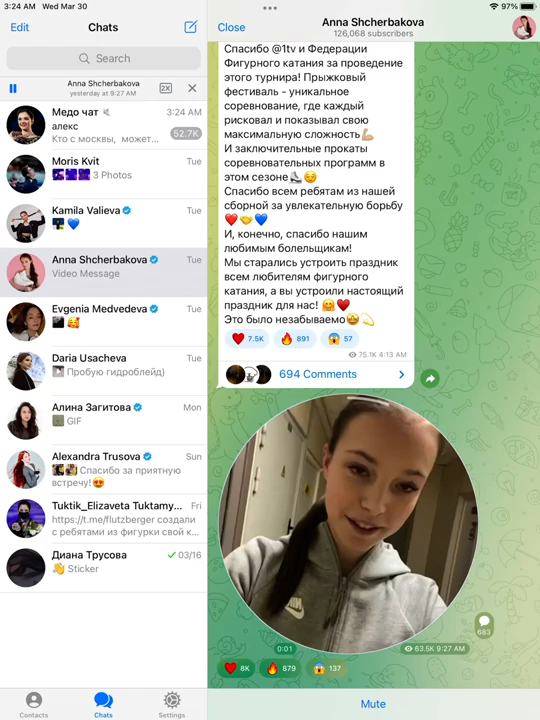 3:24 AM Wed Mar 30
97%
Edit
Chats
Search
Anna Shcherbakova
yesterday at 9:27 AM
2X
Медо чат
3:24 AM
алекс
Кто с москвы, может...
52.7K
Moris Kvit
Tue
3 Photos
Kamila Valieva
Tue
Anna Shcherbakova
Tue
Video Message
Evgenia Medvedeva
Tue
Daria Usacheva
Tue
Пробую гидроблейд)
Алина Загитова
Mon
GIF
Alexandra Trusova
Sun
Спасибо за приятную
встречу!😍
Tuktik_Elizaveta Tuktamy...
Fri
https://t.me/flutzberger создали
с ребятами из фигурки свой к...
Диана Трусова
03/16
👋 Sticker
Contacts
Chats
Settings
Close
Anna Shcherbakova
126,068 subscribers
Спасибо @1tv и Федерации
Фигурного катания за проведение
этого турнира! Прыжковый
фестиваль - уникальное
соревнование, где каждый
рисковал и показывал свою
максимальную сложность💪🏼
И заключительные прокаты
соревновательных программ в
этом сезоне⛸😌
Спасибо всем ребятам из нашей
сборной за увлекательную борьбу
❤️🤝💙
И, конечно, спасибо нашим
любимым болельщикам!
Мы старались устроить праздник
всем любителям фигурного
катания, а вы устроили настоящий
праздник для нас! 🤗♥️
Это было незабываемо🤩💫
7.5K
891
57
75.1K 4:13 AM
694 Comments
683
0:01
63.5K 9:27 AM
8K
879
137
Mute